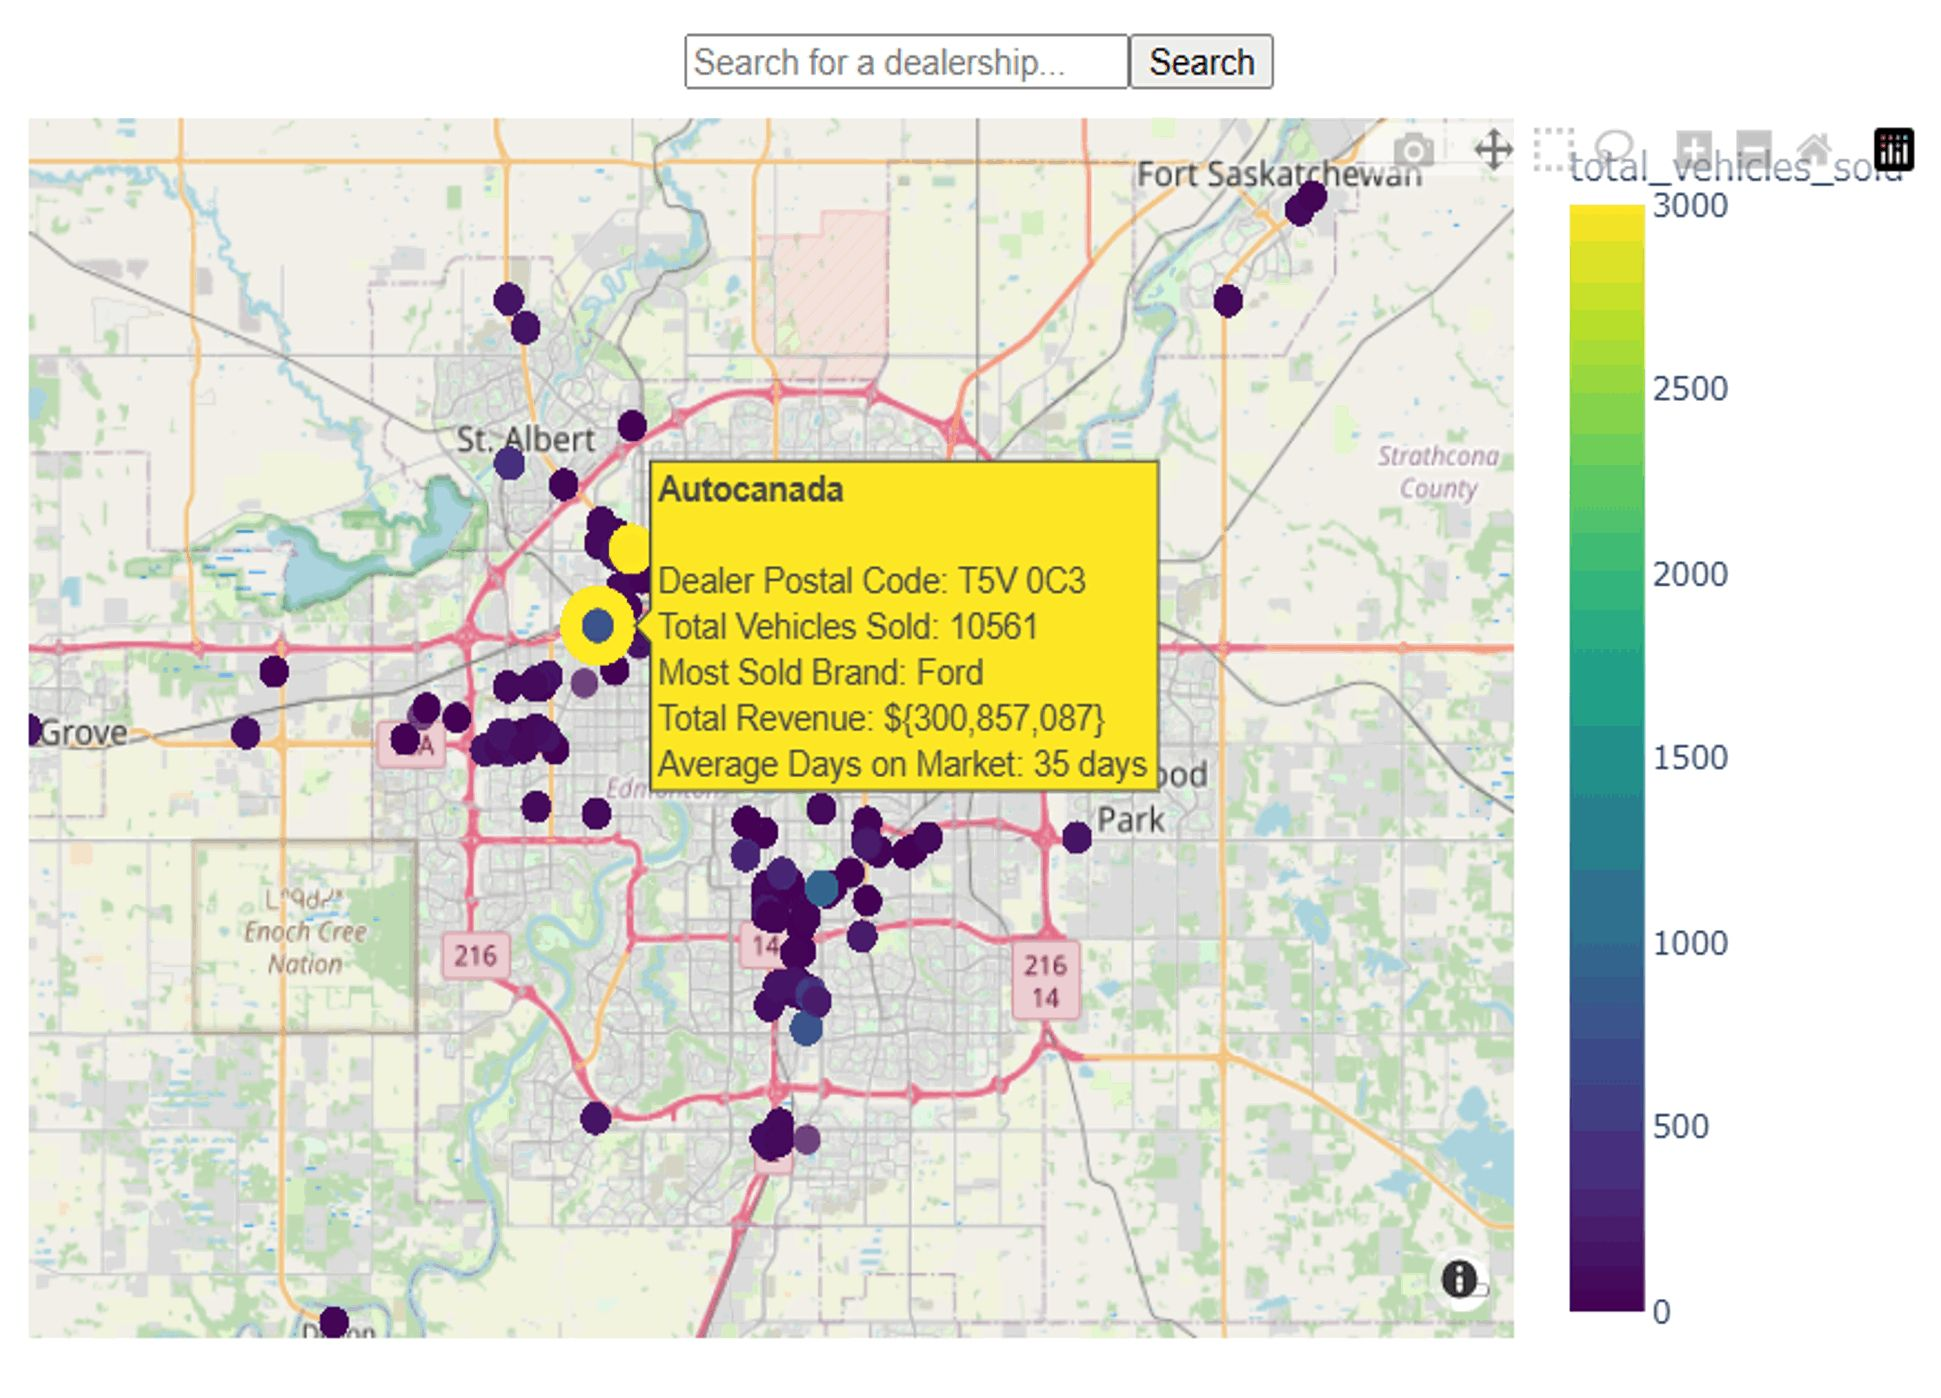 Search for a dealership...
Search
Fort Saskatchewan
total_vehicles_sold
3000
2500
2000
1500
1000
500
0
St. Albert
Strathcona
County
Autocanada
Dealer Postal Code: T5V 0C3
Total Vehicles Sold: 10561
Most Sold Brand: Ford
Total Revenue: ${300,857,087}
Average Days on Market: 35 days
Grove
A
Park
Enoch Cree
Nation
216
14
216
14